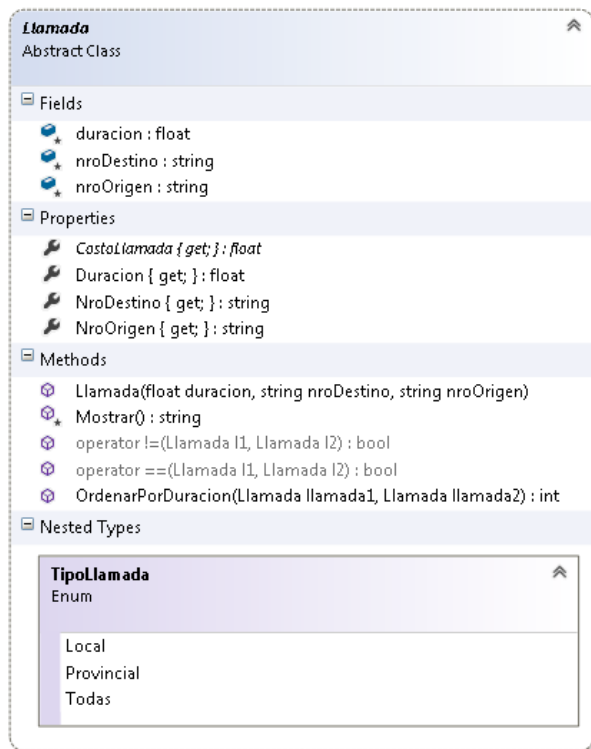 Llamada
Abstract Class
Fields
duracion : float
nroDestino : string
nroOrigen : string
Properties
CostoLlamada { get; } : float
Duracion { get; } : float
NroDestino { get; } : string
NroOrigen { get; } : string
Methods
Llamada(float duracion, string nroDestino, string nroOrigen)
Mostrar() : string
operator !=(Llamada l1, Llamada l2) : bool
operator ==(Llamada l1, Llamada l2) : bool
OrdenarPorDuracion(Llamada llamada1, Llamada llamada2) : int
Nested Types
TipoLlamada
Enum
Local
Provincial
Todas